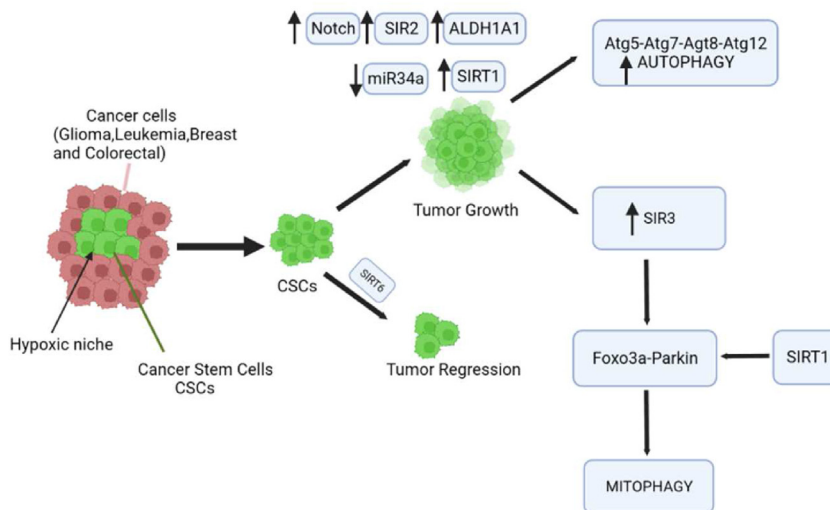 Notch SIR2 ALDH1A1
miR34a SIRT1
Atg5-Atg7-Agt8-Atg12
AUTOPHAGY
Cancer cells
(Glioma,Leukemia,Breast
and Colorectal)
Tumor Growth
SIR3
CSCs
SIRT6
Hypoxic niche
Cancer Stem Cells
CSCs
Tumor Regression
Foxo3a-Parkin
SIRT1
MITOPHAGY